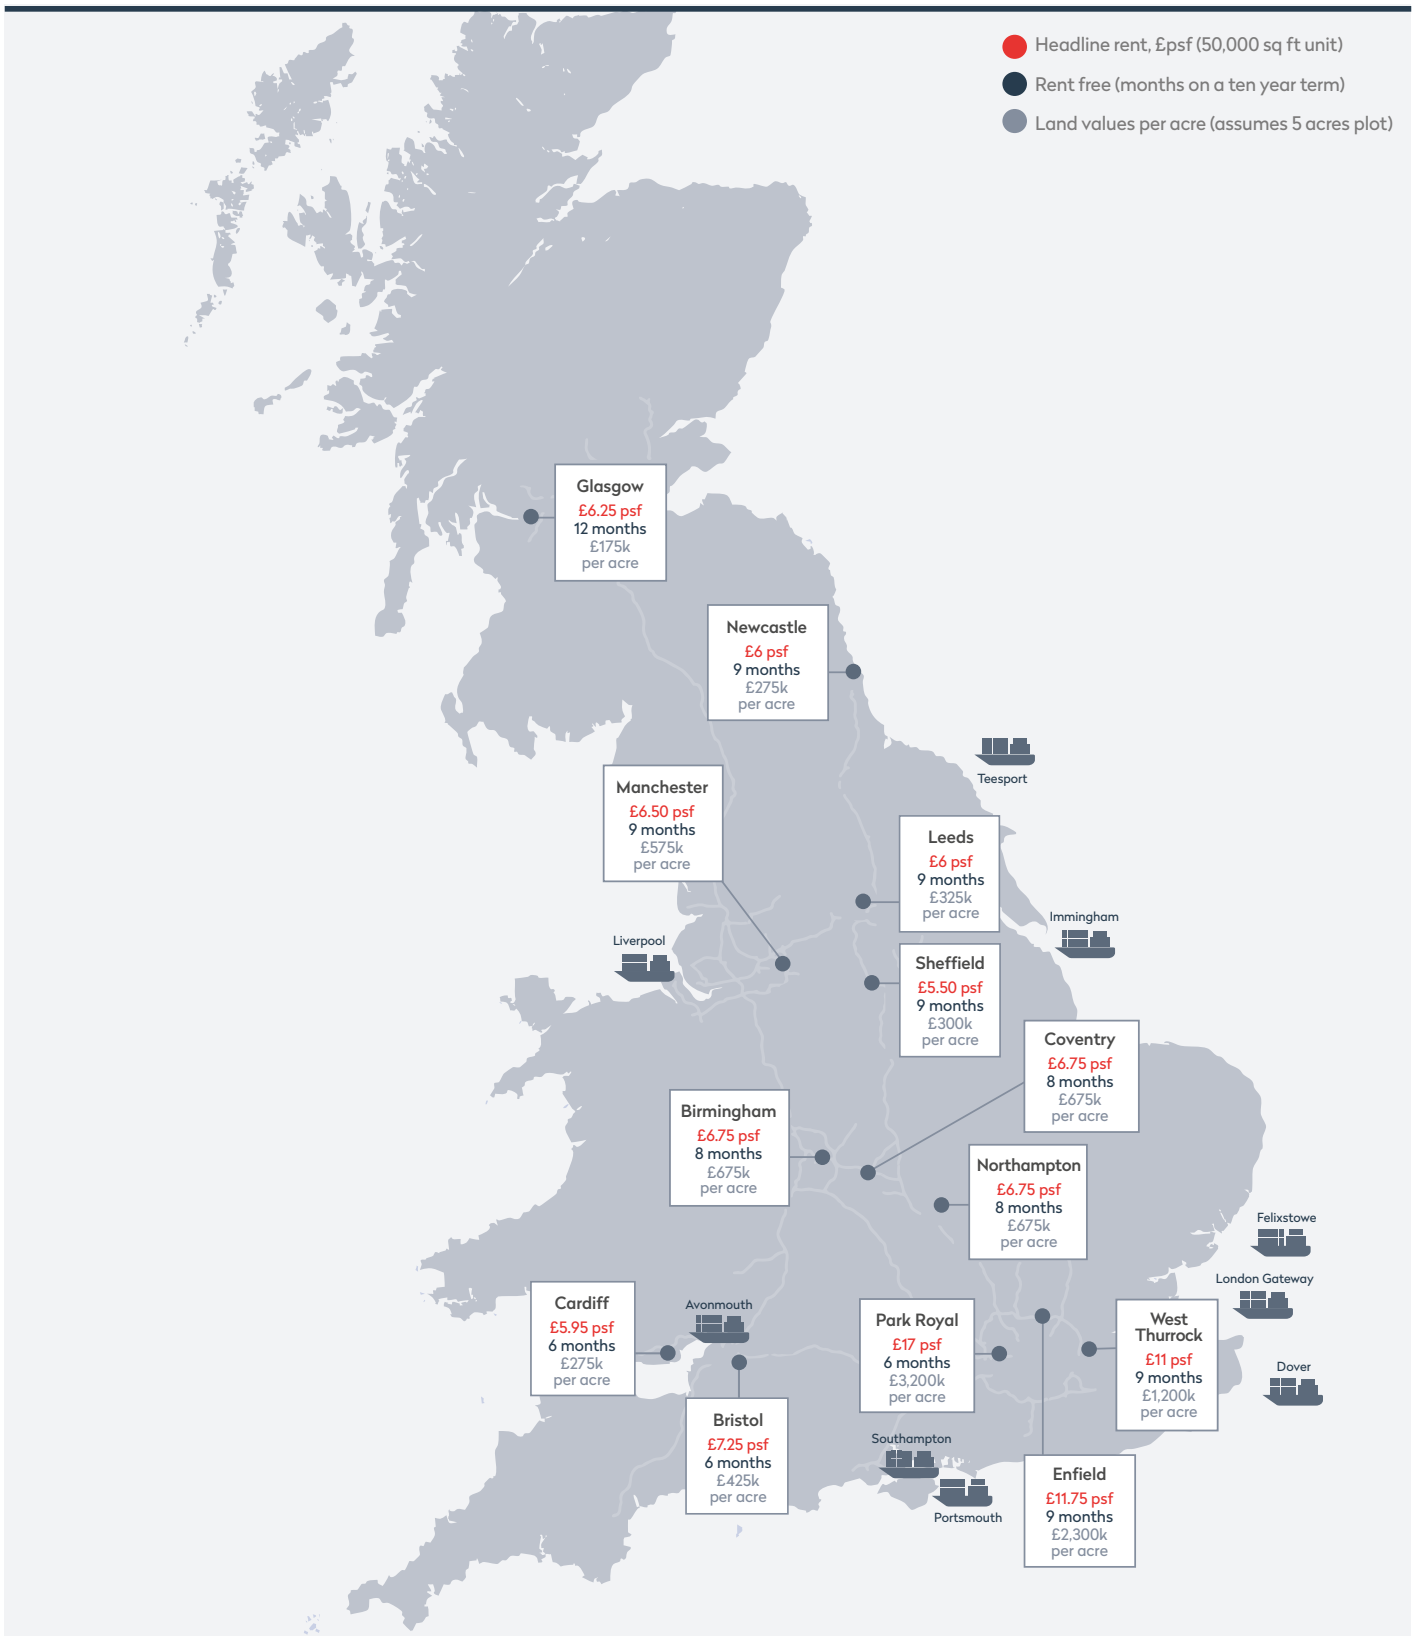 Headline rent, £psf (50,000 sq ft unit)
Rent free (months on a ten year term)
Land values per acre (assumes 5 acres plot)
Glasgow
£6.25 psf
12 months
£175k
per acre
Newcastle
£6 psf
9 months
£275k
per acre
Teesport
Manchester
£6.50 psf
9 months
£575k
per acre
Leeds
£6 psf
9 months
£325k
per acre
Immingham
Liverpool
Sheffield
£5.50 psf
9 months
£300k
per acre
Coventry
£6.75 psf
8 months
£675k
per acre
Birmingham
£6.75 psf
8 months
£675k
per acre
Northampton
£6.75 psf
8 months
£675k
per acre
Felixstowe
London Gateway
Cardiff
£5.95 psf
6 months
£275k
per acre
Avonmouth
Park Royal
£17 psf
6 months
£3,200k
per acre
West
Thurrock
£11 psf
9 months
£1,200k
per acre
Dover
Bristol
£7.25 psf
6 months
£425k
per acre
Southampton
Portsmouth
Enfield
£11.75 psf
9 months
£2,300k
per acre